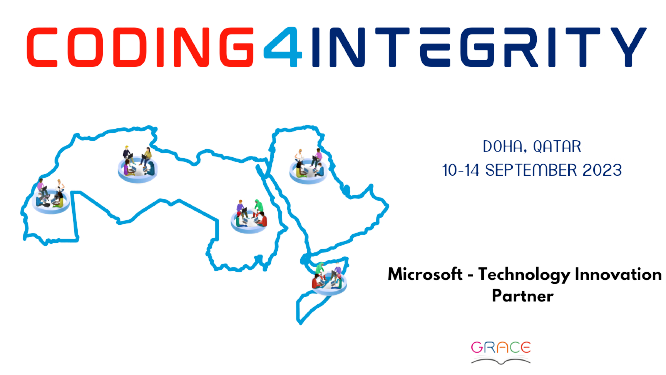 CODING4INTEGRITY
DOHA, QATAR
10-14 SEPTEMBER 2023
Microsoft - Technology Innovation
Partner
GRACE